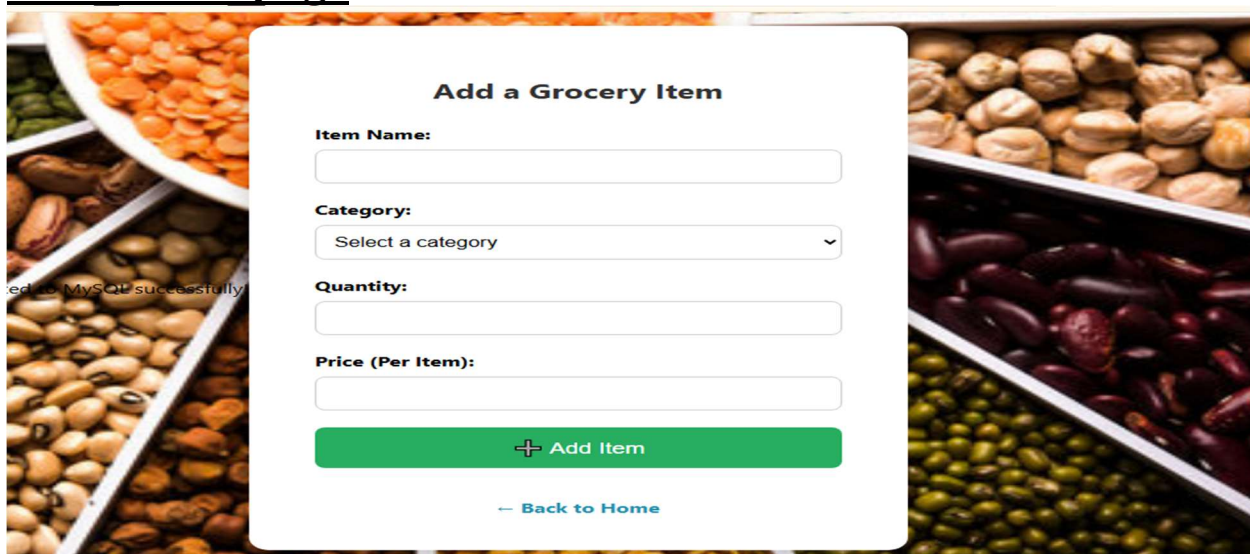 Add a Grocery Item
Item Name:
Category:
Select a category
ted to MySQL successfully
Quantity:
Price (Per Item):
➕ Add Item
← Back to Home